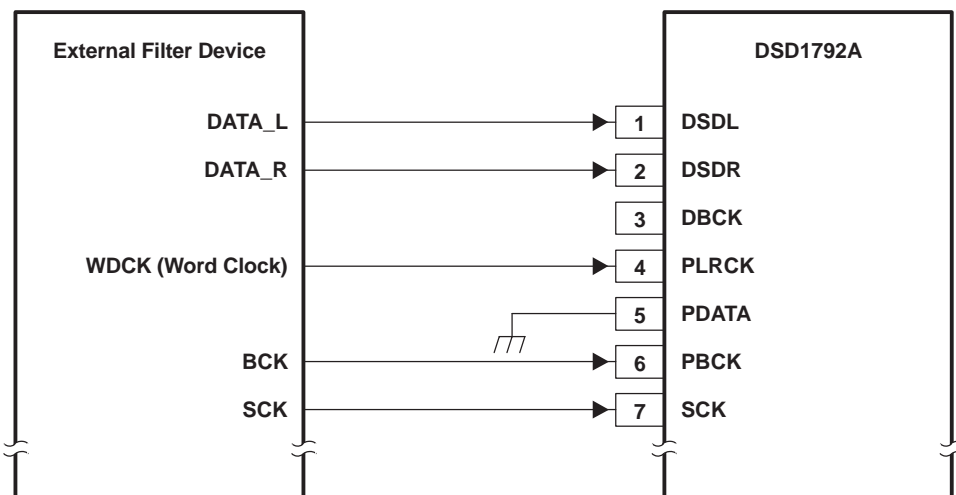 External Filter Device DSD1792A
DATA_L 1 DSDL
DATA_R 2 DSDR
3 DBCK
WDCK (Word Clock) 4 PLRCK
5 PDATA
BCK 6 PBCK
SCK 7 SCK